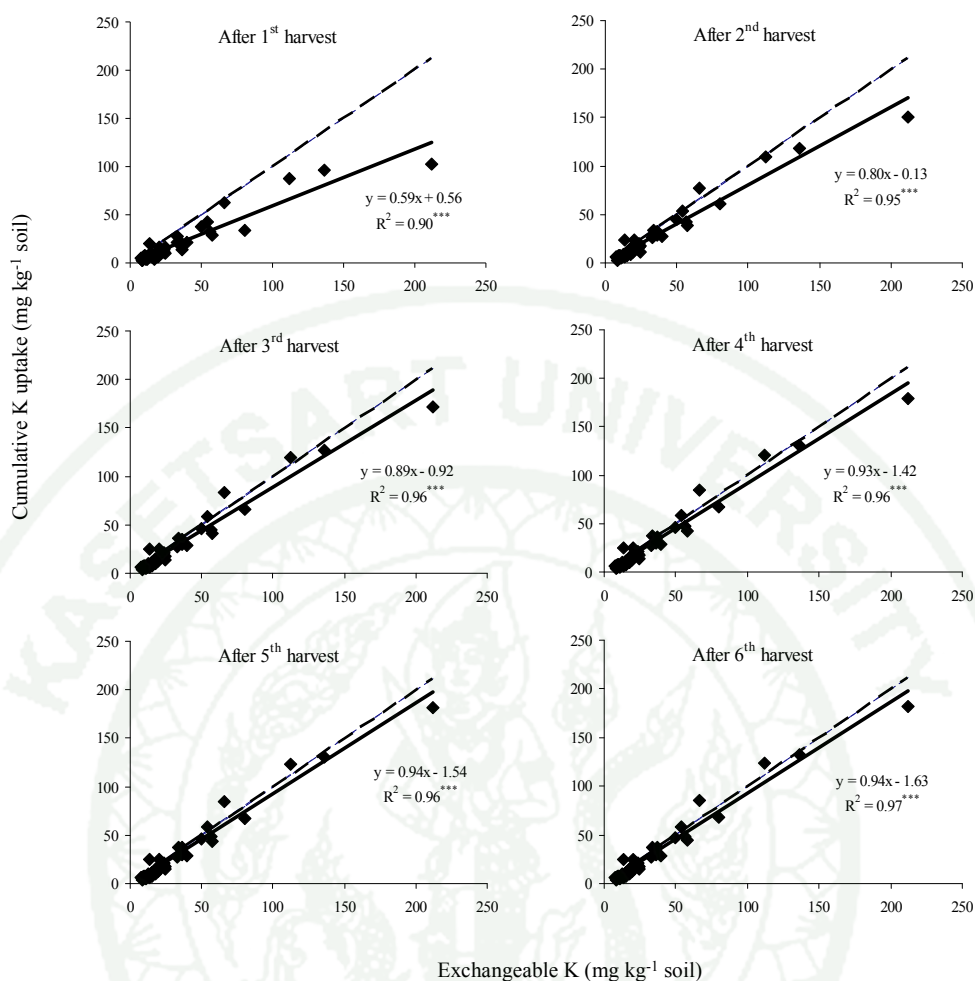 After 1st harvest
250
200
150
100
50
0
y = 0.59x + 0.56
R² = 0.90***
0 50 100 150 200 250
After 2nd harvest
250
200
150
100
50
0
y = 0.80x - 0.13
R² = 0.95***
0 50 100 150 200 250
Cumulative K uptake (mg kg-1 soil)
After 3rd harvest
250
200
150
100
50
0
y = 0.89x - 0.92
R² = 0.96***
0 50 100 150 200 250
After 4th harvest
250
200
150
100
50
0
y = 0.93x - 1.42
R² = 0.96***
0 50 100 150 200 250
After 5th harvest
250
200
150
100
50
0
y = 0.94x - 1.54
R² = 0.96***
0 50 100 150 200 250
After 6th harvest
250
200
150
100
50
0
y = 0.94x - 1.63
R² = 0.97***
0 50 100 150 200 250
Exchangeable K (mg kg-1 soil)
KASETSART UNIVERSITY